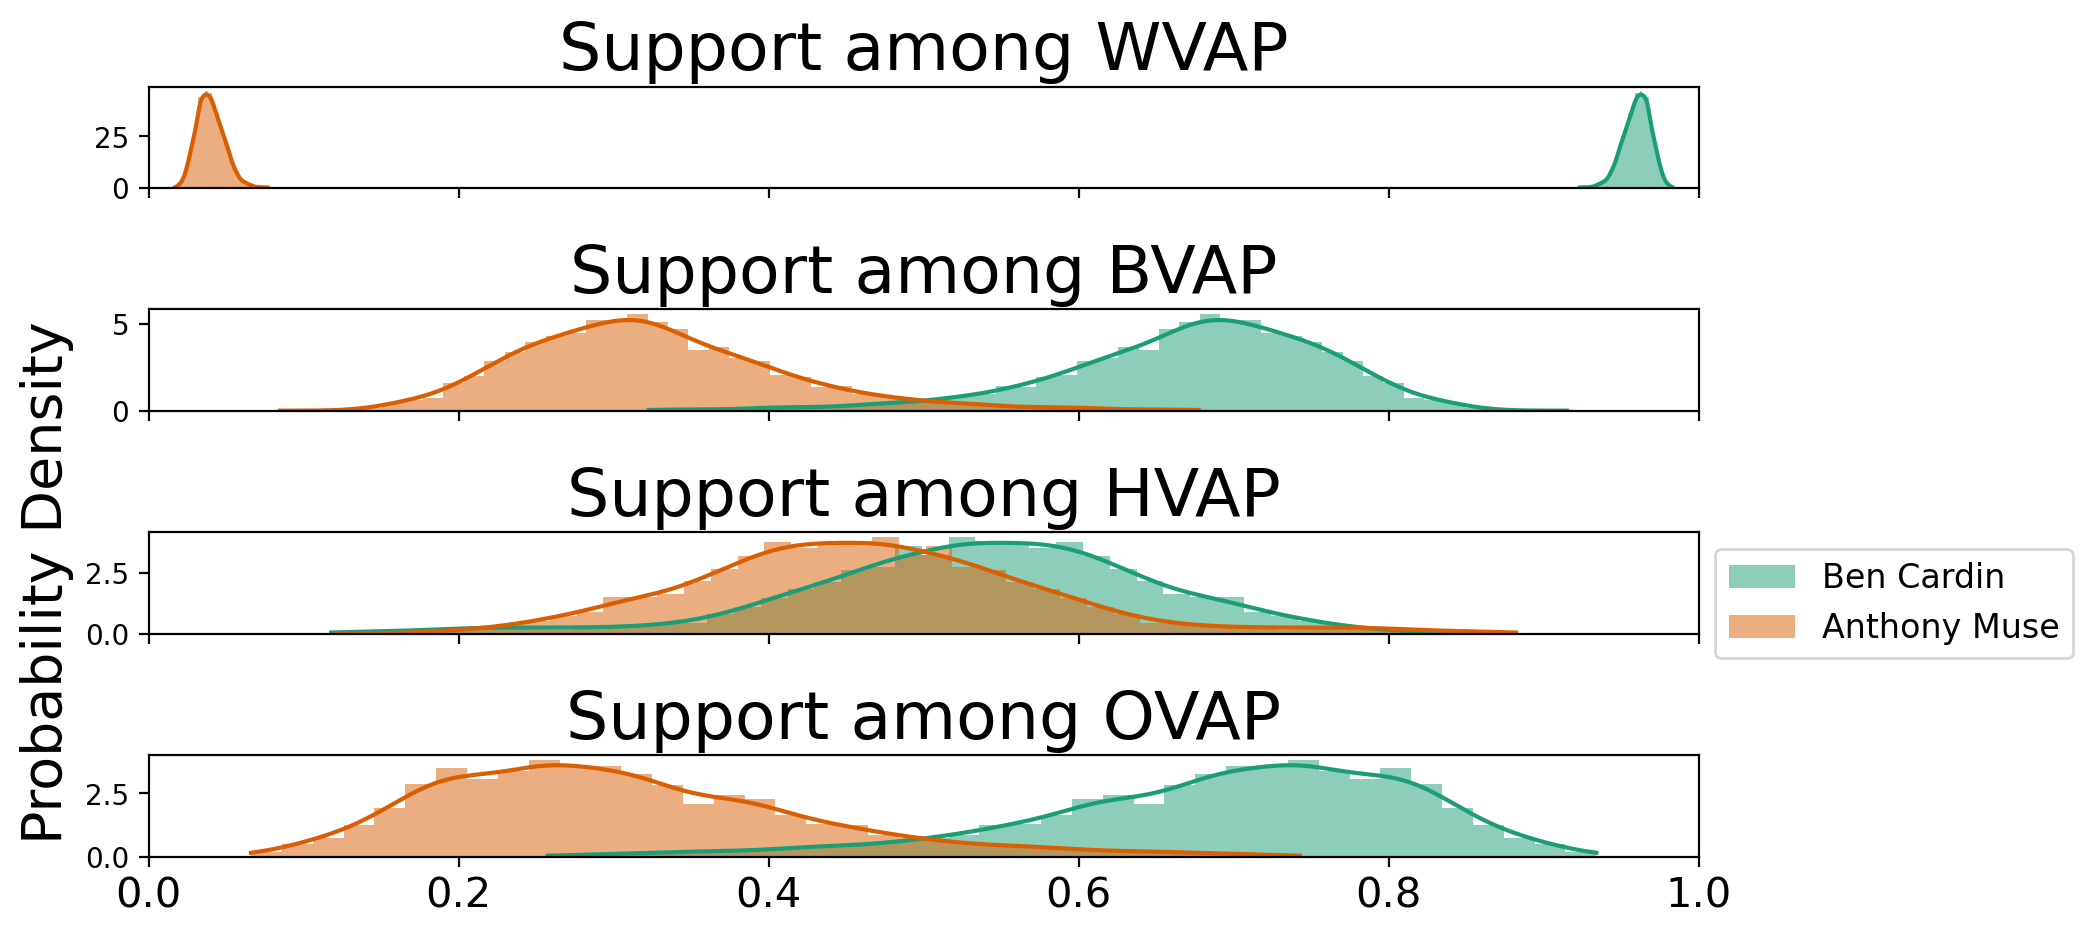 Support among WVAP
25
0
Support among BVAP
5
0
Support among HVAP
2.5
0.0
Support among OVAP
2.5
0.0
0.0 0.2 0.4 0.6 0.8 1.0
Probability Density
Ben Cardin
Anthony Muse